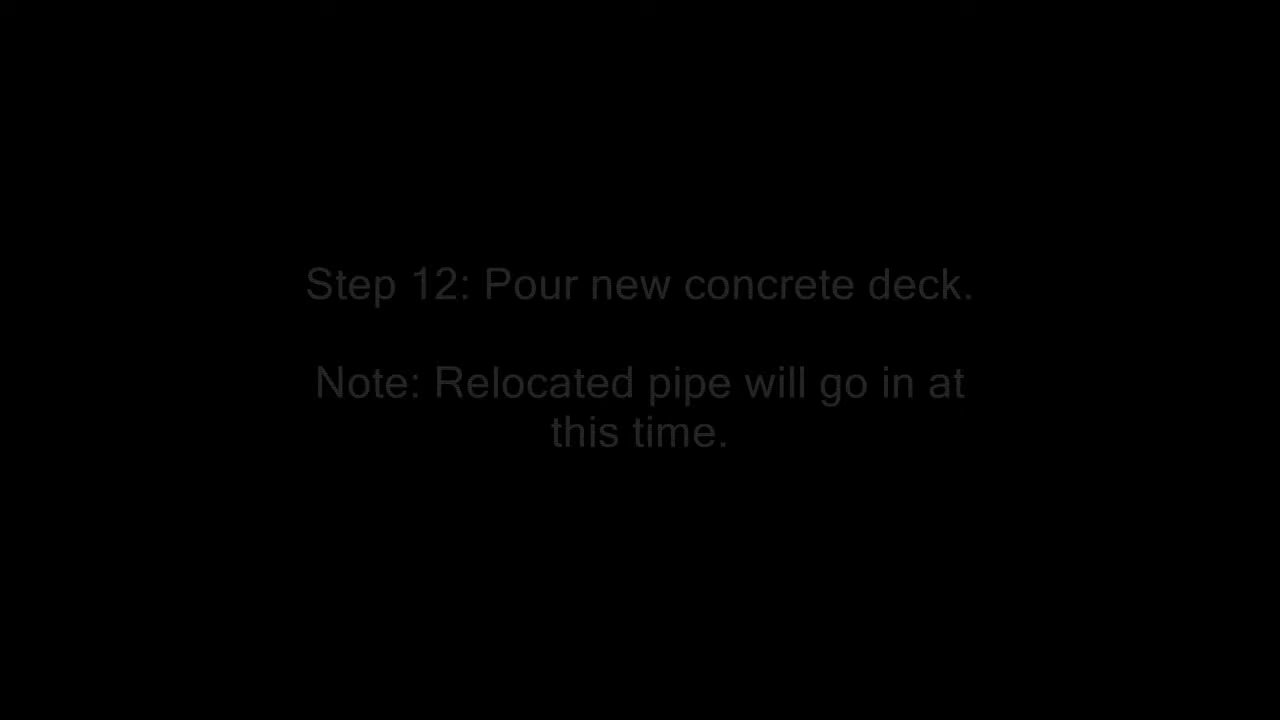 Step 12: Pour new concrete deck.
Note: Relocated pipe will go in at
this time.